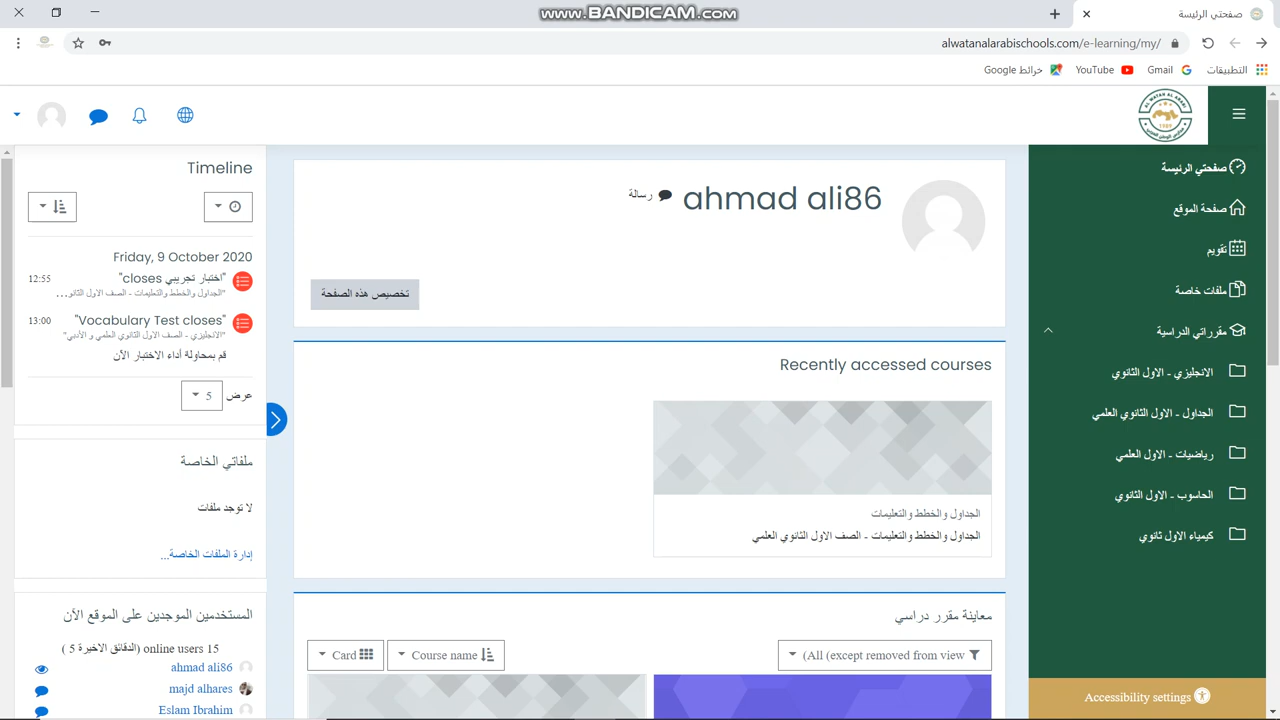 www.BANDICAM.com
صفحتي الرئيسة
alwatanalarabischools.com/e-learning/my/
التطبيقات
Gmail
YouTube
خرائط Google
صفحتي الرئيسة
صفحة الموقع
تقويم
ملفات خاصة
مقرراتي الدراسية
الانجليزي - الاول الثانوي
الجداول - الاول الثانوي العلمي
رياضيات - الاول العلمي
الحاسوب - الاول الثانوي
كيمياء الاول ثانوي
Accessibility settings
ahmad ali86
رسالة
تخصيص هذه الصفحة
Recently accessed courses
الجداول والخطط والتعليمات
الجداول والخطط والتعليمات - الصف الاول الثانوي العلمي
معاينة مقرر دراسي
(All (except removed from view
Course name
Card
Timeline
Friday, 9 October 2020
"اختبار تجريبي closes"
12:55
"الجداول والخطط والتعليمات - الصف الاول الثانو...
"Vocabulary Test closes"
13:00
"الانجليزي - الصف الاول الثانوي العلمي و الأدبي"
قم بمحاولة أداء الاختبار الآن
عرض 5
ملفاتي الخاصة
لا توجد ملفات
إدارة الملفات الخاصة...
المستخدمين الموجدين على الموقع الآن
15 online users (الدقائق الاخيرة 5 )
ahmad ali86
majd alhares
Eslam Ibrahim